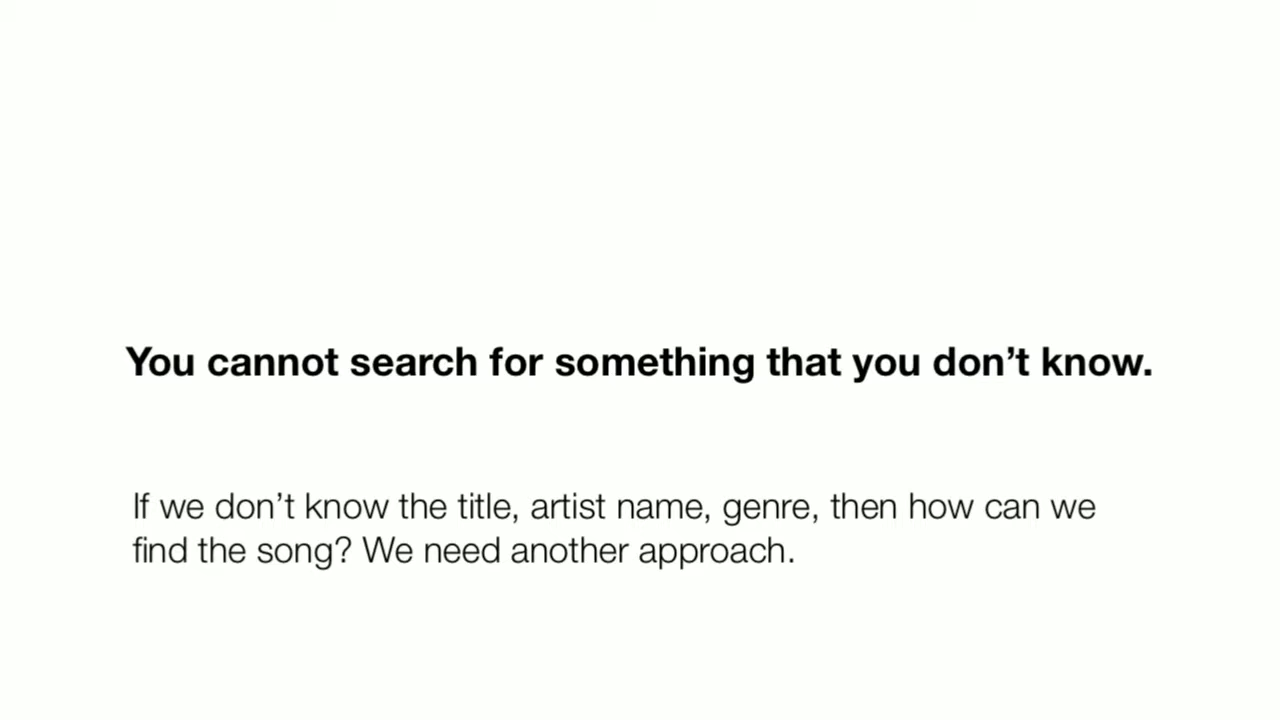 You cannot search for something that you don’t know.
If we don’t know the title, artist name, genre, then how can we
find the song? We need another approach.